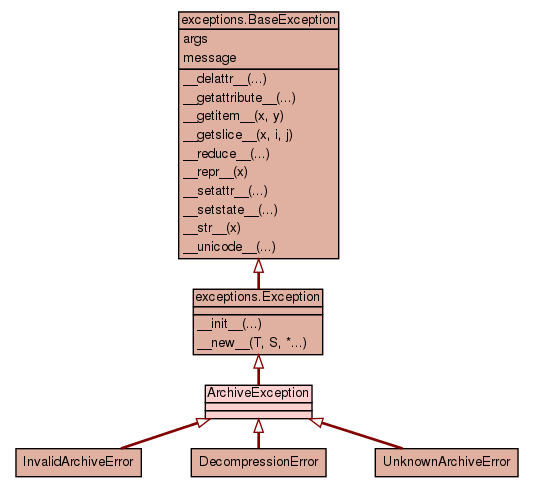 exceptions.BaseException
args
message
__delattr__(...)
__getattribute__(...)
__getitem__(x, y)
__getslice__(x, i, j)
__reduce__(...)
__repr__(x)
__setattr__(...)
__setstate__(...)
__str__(x)
__unicode__(...)
exceptions.Exception
__init__(...)
__new__(T, S, *...)
ArchiveException
InvalidArchiveError
DecompressionError
UnknownArchiveError